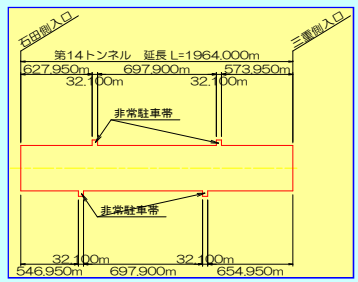 石田側入口
三重側入口
第14トンネル 延長 L=1964.000m
627.950m 697.900m 573.950m
32.100m 32.100m
非常駐車帯
非常駐車帯
32.100m 32.100m
546.950m 697.900m 654.950m